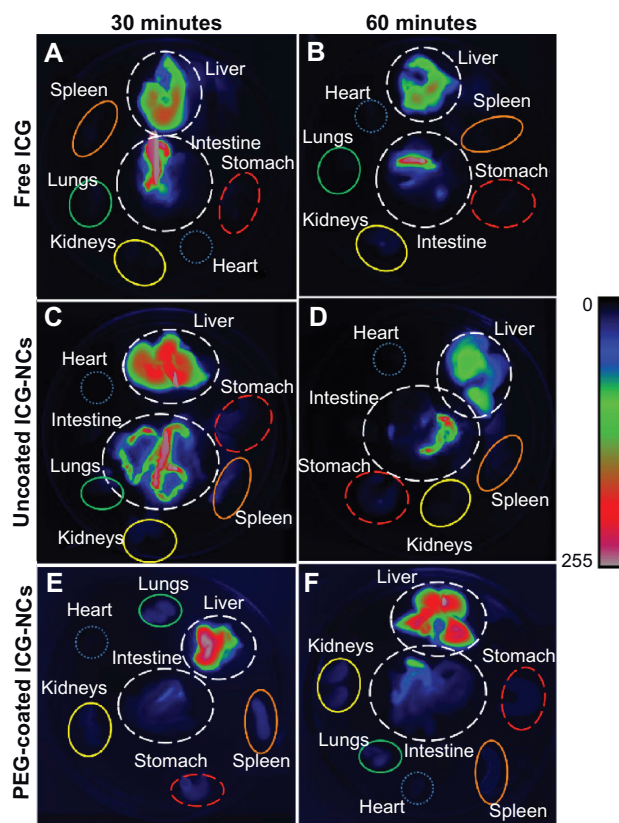 30 minutes
60 minutes
Free ICG
A
Spleen
Liver
Intestine
Stomach
Lungs
Kidneys
Heart
B
Liver
Heart
Spleen
Lungs
Stomach
Kidneys
Intestine
Uncoated ICG-NCs
C
Liver
Heart
Stomach
Intestine
Lungs
Spleen
Kidneys
D
Heart
Liver
Intestine
Stomach
Spleen
Kidneys
0
255
PEG-coated ICG-NCs
E
Lungs
Heart
Liver
Intestine
Kidneys
Stomach
Spleen
F
Liver
Kidneys
Stomach
Lungs
Intestine
Heart
Spleen